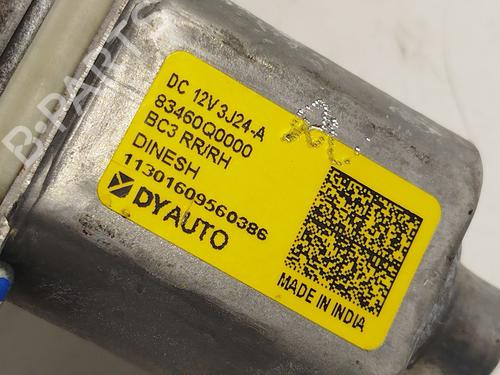 DC 12V 3J24-A
83460Q0000
BC3 RR/RH
DINESH
11301609560386
DYAUTO
MADE IN INDIA
B-PARTS